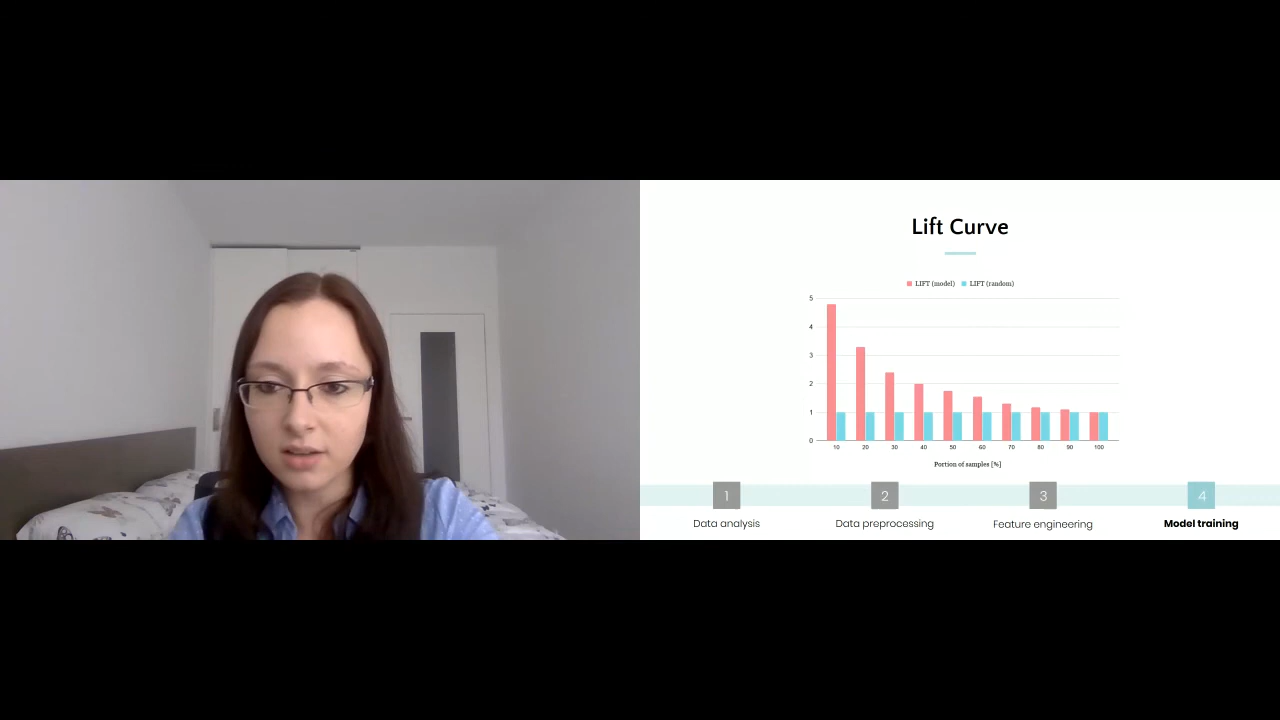 Lift Curve
LIFT (model) LIFT (random)
5
4
3
2
1
0
10 20 30 40 50 60 70 80 90 100
Portion of samples [%]
1 2 3 4
Data analysis Data preprocessing Feature engineering Model training